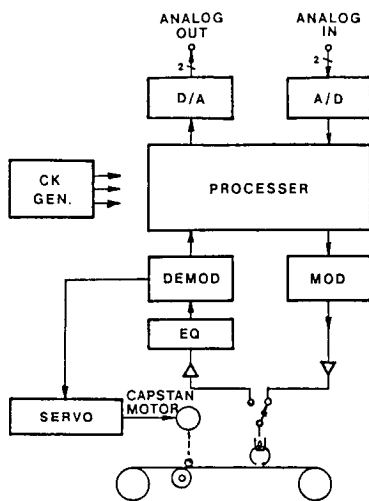 ANALOG
OUT
ANALOG
IN
2
2
D/A
A/D
CK
GEN.
PROCESSER
DEMOD
MOD
EQ
CAPSTAN
MOTOR
SERVO